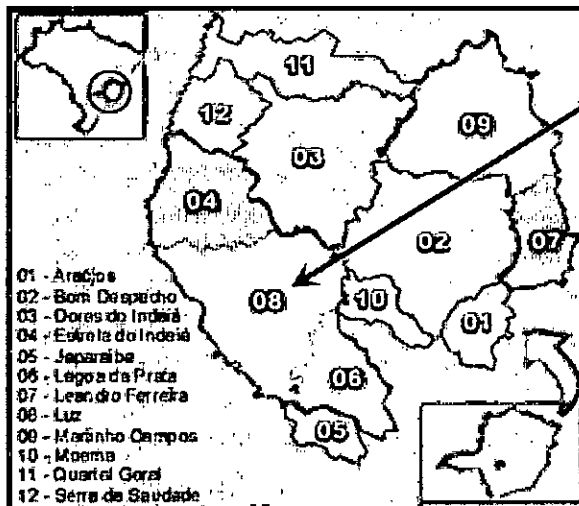 11
12
09
03
04
02
07
08
10
01
06
05
01 - Araújos
02 - Bom Despacho
03 - Dores do Indaiá
04 - Estrela do Indaiá
05 - Japaraíba
06 - Lagoa da Prata
07 - Leandro Ferreira
08 - Luz
09 - Martinho Campos
10 - Moema
11 - Quartel Geral
12 - Serra da Saudade